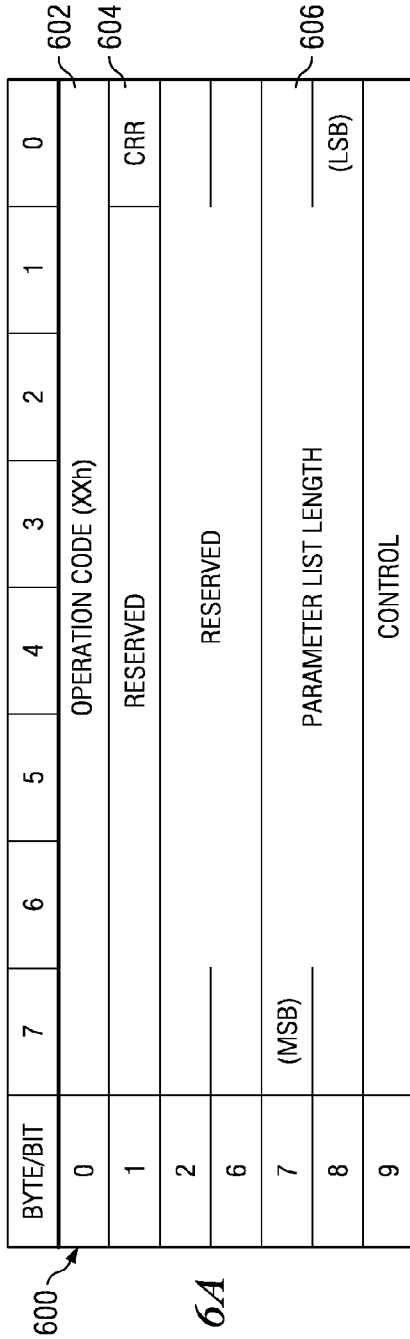 600
BYTE/BIT 7 6 5 4 3 2 1 0
0 OPERATION CODE (XXh) 602
1 RESERVED CRR 604
2 RESERVED
6
7 (MSB) PARAMETER LIST LENGTH 606
8 (LSB)
9 CONTROL
6A